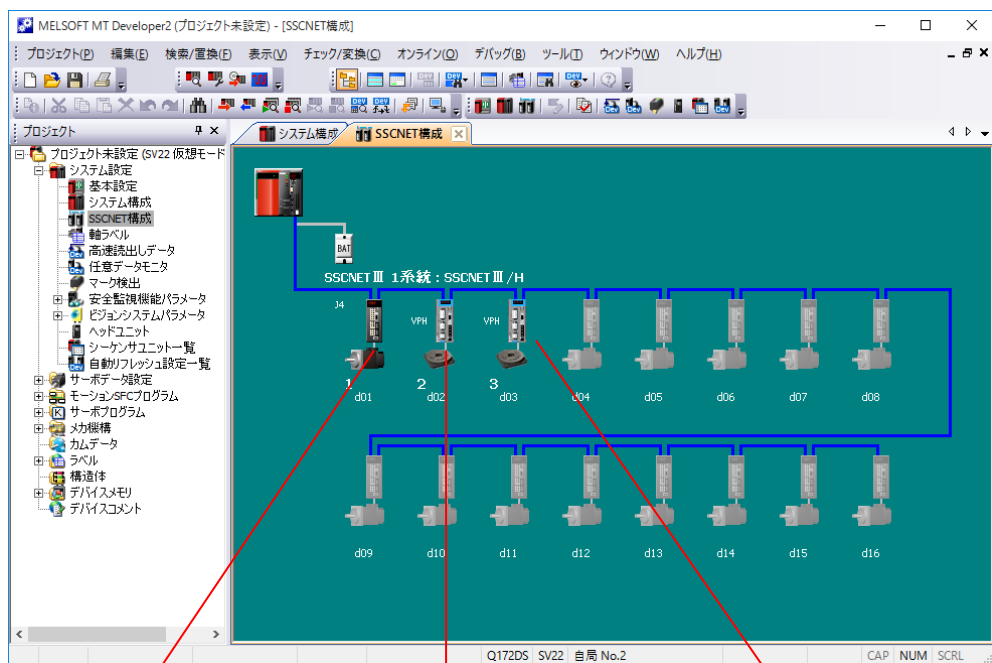 MELSOFT MT Developer2 (プロジェクト未設定) - [SSCNET構成]
プロジェクト(P) 編集(E) 検索/置換(F) 表示(V) チェック/変換(C) オンライン(O) デバッグ(B) ツール(T) ウィンドウ(W) ヘルプ(H)
プロジェクト
システム構成 SSCNET構成
プロジェクト未設定 (SV22 仮想モード
システム設定
基本設定
システム構成
SSCNET構成
軸ラベル
高速読出しデータ
任意データモニタ
マーク検出
安全監視機能パラメータ
ビジョンシステムパラメータ
ヘッドユニット
シーケンサユニット一覧
自動リフレッシュ設定一覧
サーボデータ設定
モーションSFCプログラム
サーボプログラム
メカ機構
カムデータ
ラベル
構造体
デバイスメモリ
デバイスコメント
BAT
SSCNETⅢ 1系統 : SSCNETⅢ/H
J4 VPH VPH
1 2 3
d01 d02 d03 d04 d05 d06 d07 d08
d09 d10 d11 d12 d13 d14 d15 d16
Q172DS SV22 自局 No.2 CAP NUM SCRL